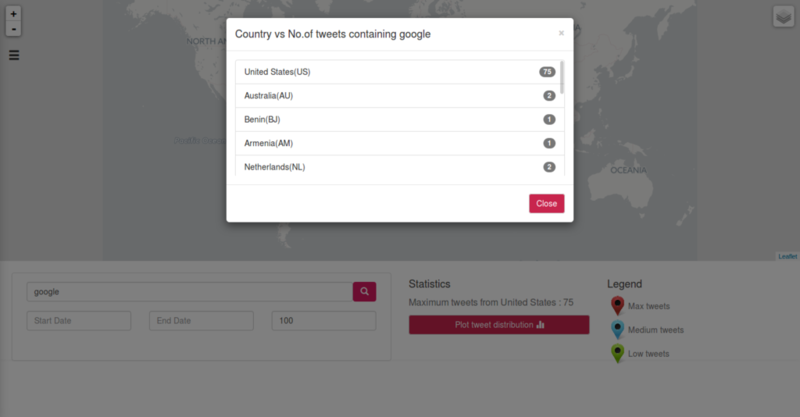 +
-
NORTH AM
Country vs No.of tweets containing google
×
United States(US) 75
Australia(AU) 2
Benin(BJ) 1
Armenia(AM) 1
Netherlands(NL) 2
Close
OCEANIA
Leaflet
google
Start Date
End Date
100
Statistics
Maximum tweets from United States : 75
Plot tweet distribution
Legend
Max tweets
Medium tweets
Low tweets